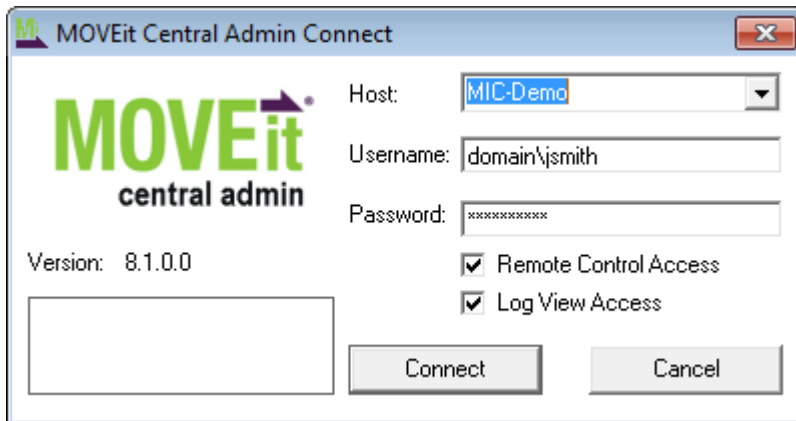 MOVEit Central Admin Connect
MOVEit®
central admin
Version: 8.1.0.0
Host: MIC-Demo
Username: domain\jsmith
Password: **********
Remote Control Access
Log View Access
Connect
Cancel